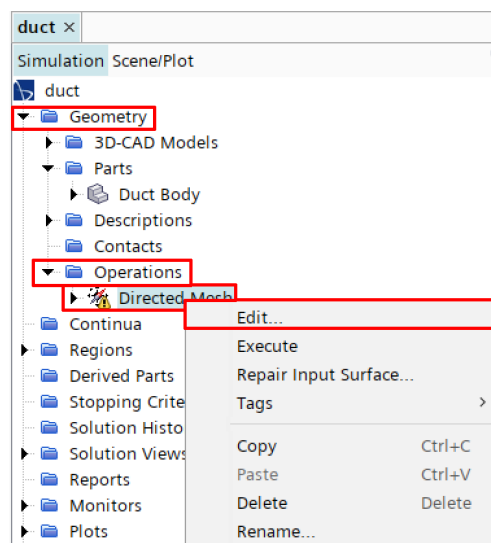 duct ×
Simulation Scene/Plot
duct
Geometry
3D-CAD Models
Parts
Duct Body
Descriptions
Contacts
Operations
Directed Mesh
Continua
Regions
Derived Parts
Stopping Crite
Solution Histo
Solution Views
Reports
Monitors
Plots
Edit...
Execute
Repair Input Surface...
Tags >
Copy Ctrl+C
Paste Ctrl+V
Delete Delete
Rename...